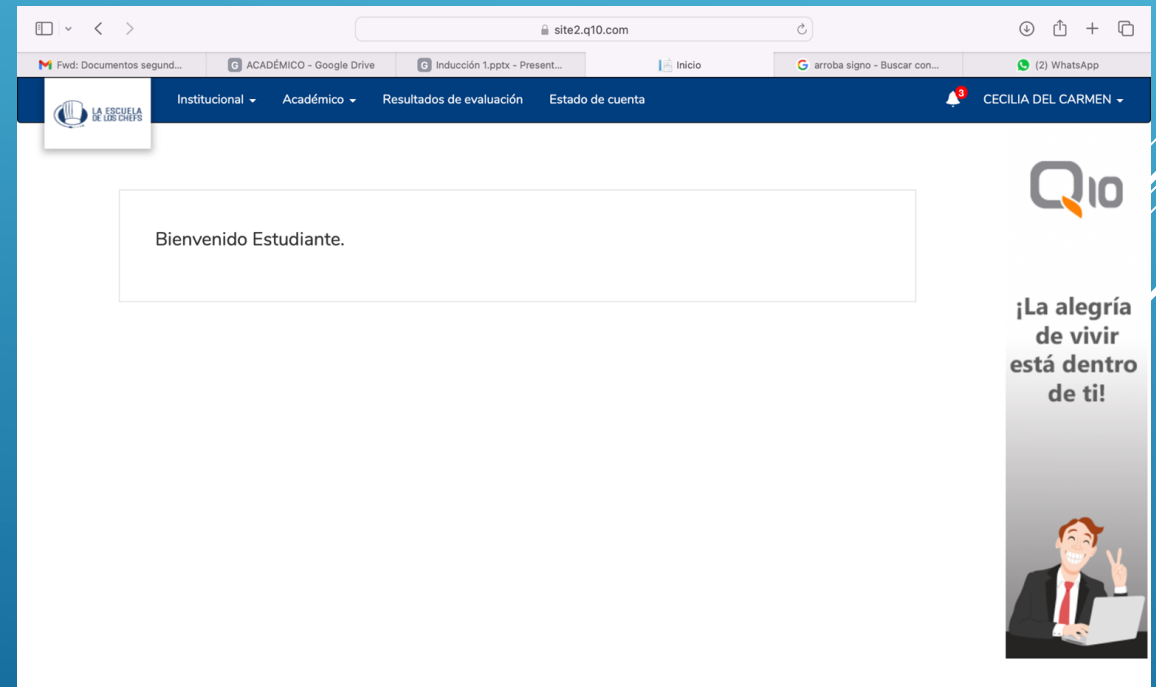 site2.q10.com
Fwd: Documentos segund...
G ACADÉMICO - Google Drive
G Inducción 1.pptx - Present...
Inicio
G arroba signo - Buscar con...
(2) WhatsApp
LA ESCUELA
DE LOS CHEFS
Institucional
Académico
Resultados de evaluación
Estado de cuenta
3
CECILIA DEL CARMEN
Q10
Bienvenido Estudiante.
¡La alegría
de vivir
está dentro
de ti!